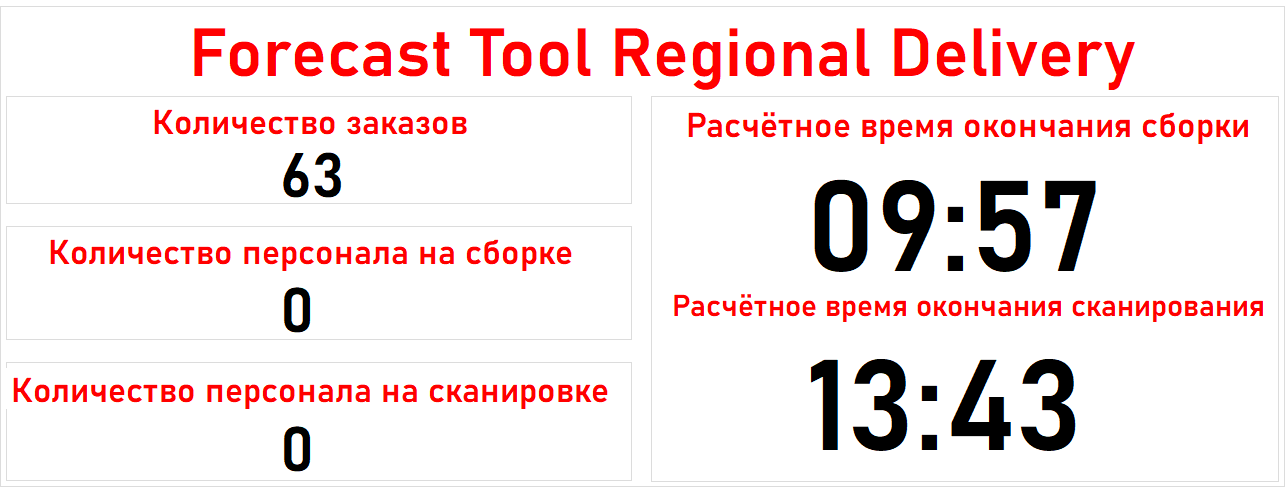 Forecast Tool Regional Delivery
Количество заказов
63
Количество персонала на сборке
0
Количество персонала на сканировке
0
Расчётное время окончания сборки
09:57
Расчётное время окончания сканирования
13:43